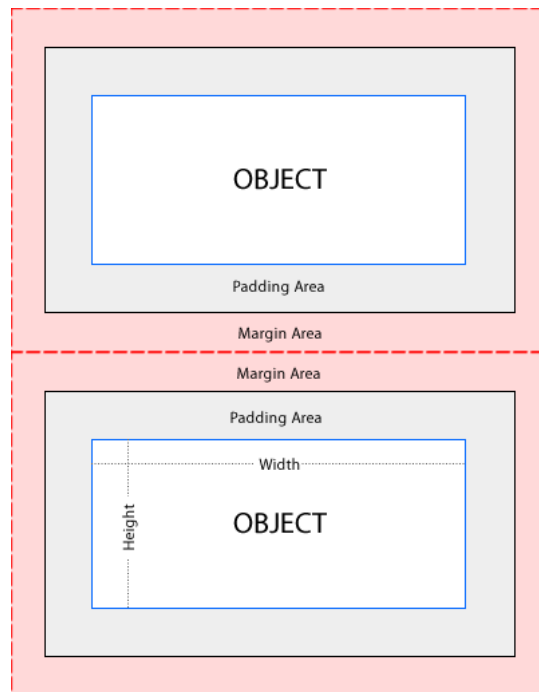 OBJECT
Padding Area
Margin Area
Margin Area
Padding Area
Width
Height
OBJECT